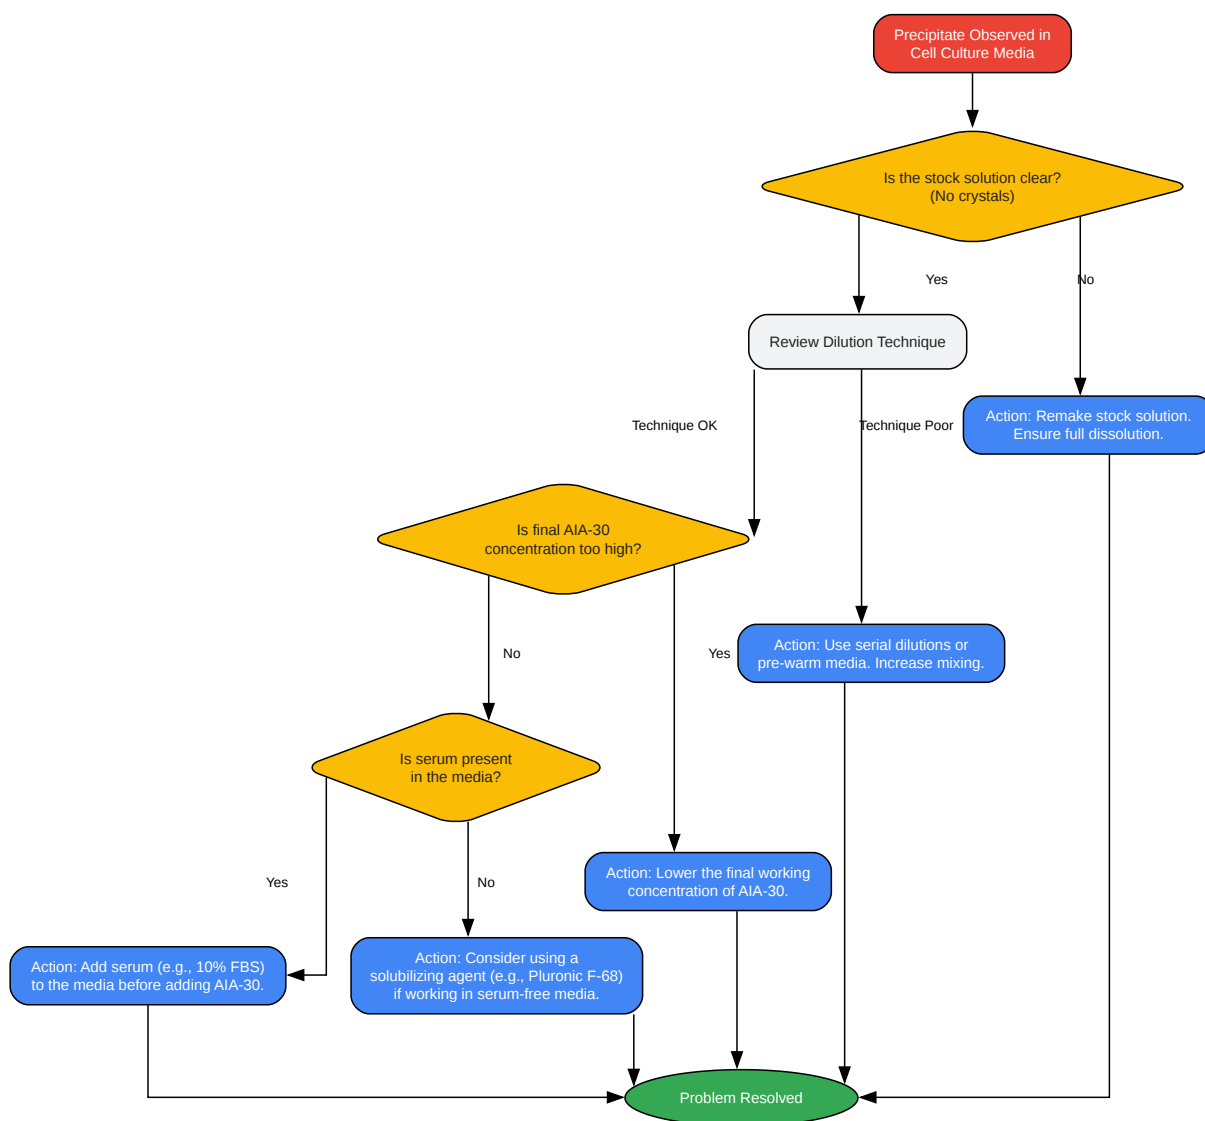 Precipitate Observed in
Cell Culture Media
Is the stock solution clear?
(No crystals)
Yes
No
Review Dilution Technique
Action: Remake stock solution.
Ensure full dissolution.
Technique OK
Technique Poor
Is final AIA-30
concentration too high?
No
Yes
Action: Use serial dilutions or
pre-warm media. Increase mixing.
Is serum present
in the media?
Yes
No
Action: Lower the final working
concentration of AIA-30.
Action: Add serum (e.g., 10% FBS)
to the media before adding AIA-30.
Action: Consider using a
solubilizing agent (e.g., Pluronic F-68)
if working in serum-free media.
Problem Resolved